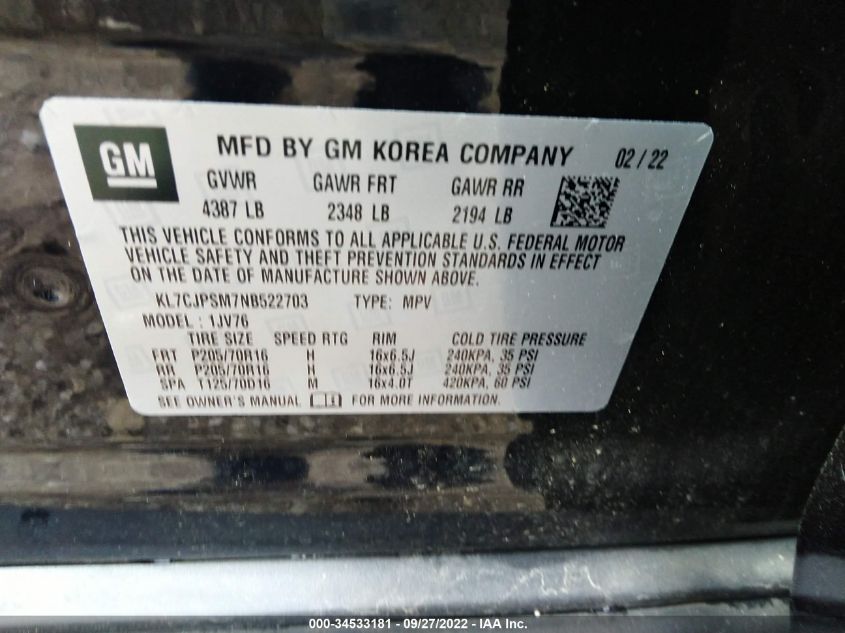 GM
MFD BY GM KOREA COMPANY 02 / 22
GVWR GAWR FRT GAWR RR
4387 LB 2348 LB 2194 LB
THIS VEHICLE CONFORMS TO ALL APPLICABLE U.S. FEDERAL MOTOR
VEHICLE SAFETY AND THEFT PREVENTION STANDARDS IN EFFECT
ON THE DATE OF MANUFACTURE SHOWN ABOVE.
KL7CJPSM7NB522703 TYPE: MPV
MODEL : 1JV76
TIRE SIZE SPEED RTG RIM COLD TIRE PRESSURE
FRT P205/70R16 H 16x6.5J 240KPA, 35 PSI
RR P205/70R16 H 16x6.5J 240KPA, 35 PSI
SPA T125/70D16 M 16x4.0T 420KPA, 60 PSI
SEE OWNER'S MANUAL FOR MORE INFORMATION.
000-34533181 - 09/27/2022 - IAA Inc.